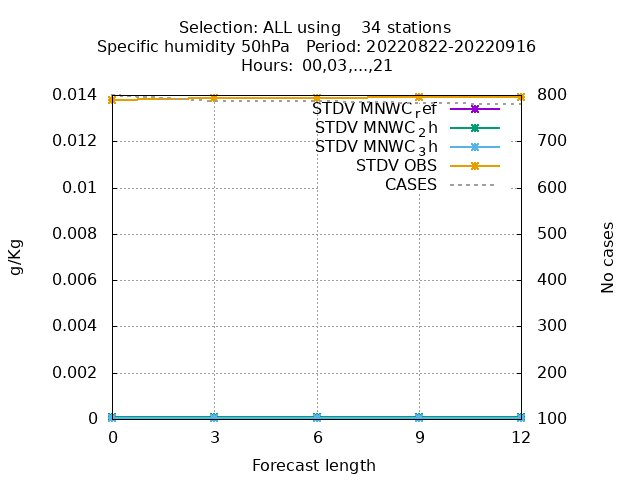 Selection: ALL using    34 stations
Specific humidity 50hPa   Period: 20220822-20220916
Hours: 00,03,...,21
0.014
0.012
0.01
0.008
0.006
0.004
0.002
0
800
700
600
500
400
300
200
100
STDV MNWC_ref
STDV MNWC_2h
STDV MNWC_3h
STDV OBS
CASES
g/Kg
No cases
0 3 6 9 12
Forecast length